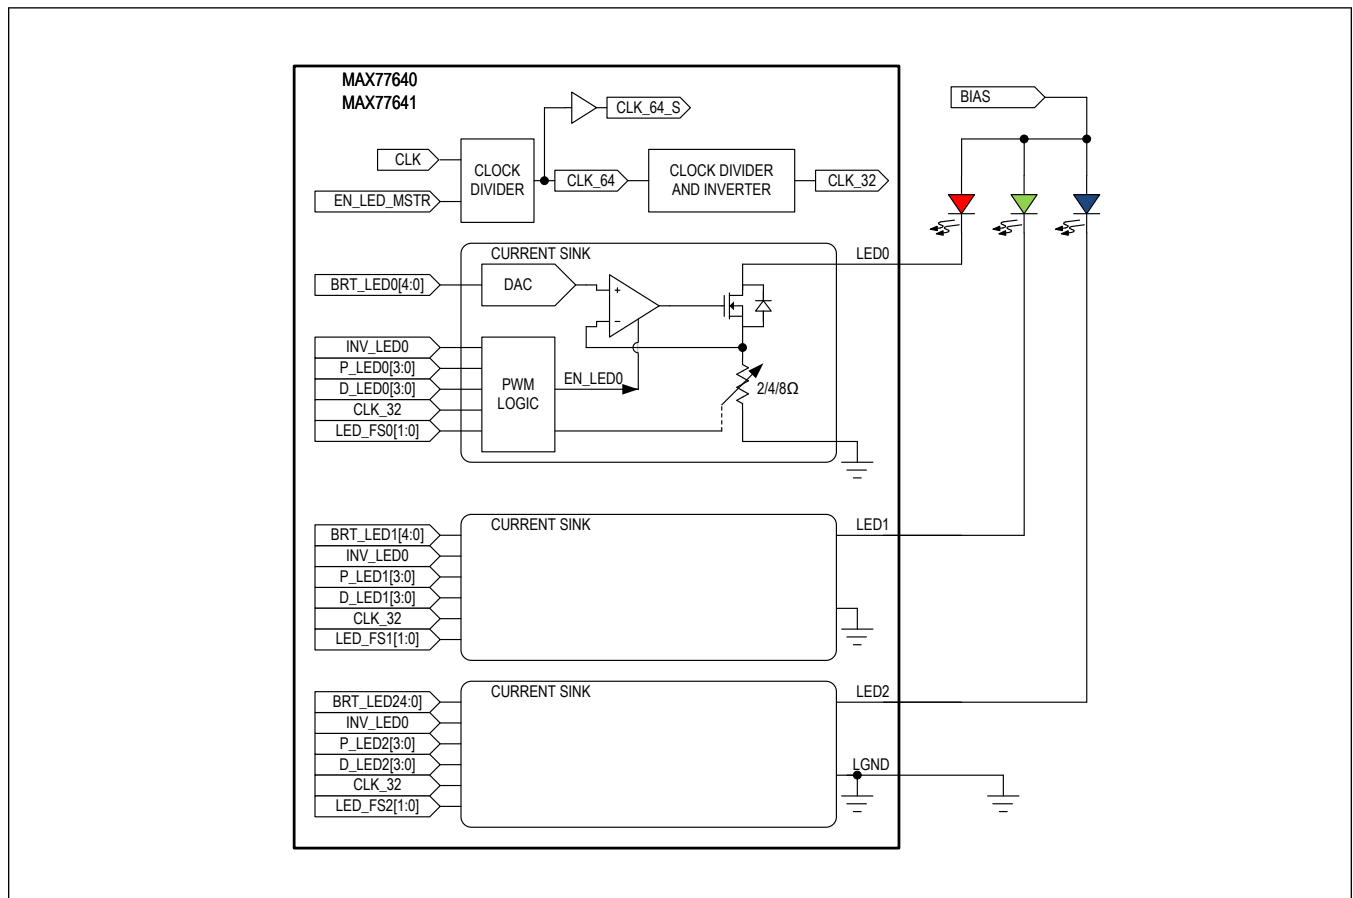 MAX77640
MAX77641
BIAS
CLK_64_S
CLK
CLOCK
DIVIDER
CLK_64
CLOCK DIVIDER
AND INVERTER
CLK_32
EN_LED_MSTR
CURRENT SINK
LED0
BRT_LED0[4:0]
DAC
+
−
INV_LED0
P_LED0[3:0]
D_LED0[3:0]
CLK_32
LED_FS0[1:0]
PWM
LOGIC
EN_LED0
2/4/8Ω
CURRENT SINK
LED1
BRT_LED1[4:0]
INV_LED0
P_LED1[3:0]
D_LED1[3:0]
CLK_32
LED_FS1[1:0]
CURRENT SINK
LED2
BRT_LED24:0]
INV_LED0
P_LED2[3:0]
D_LED2[3:0]
CLK_32
LED_FS2[1:0]
LGND